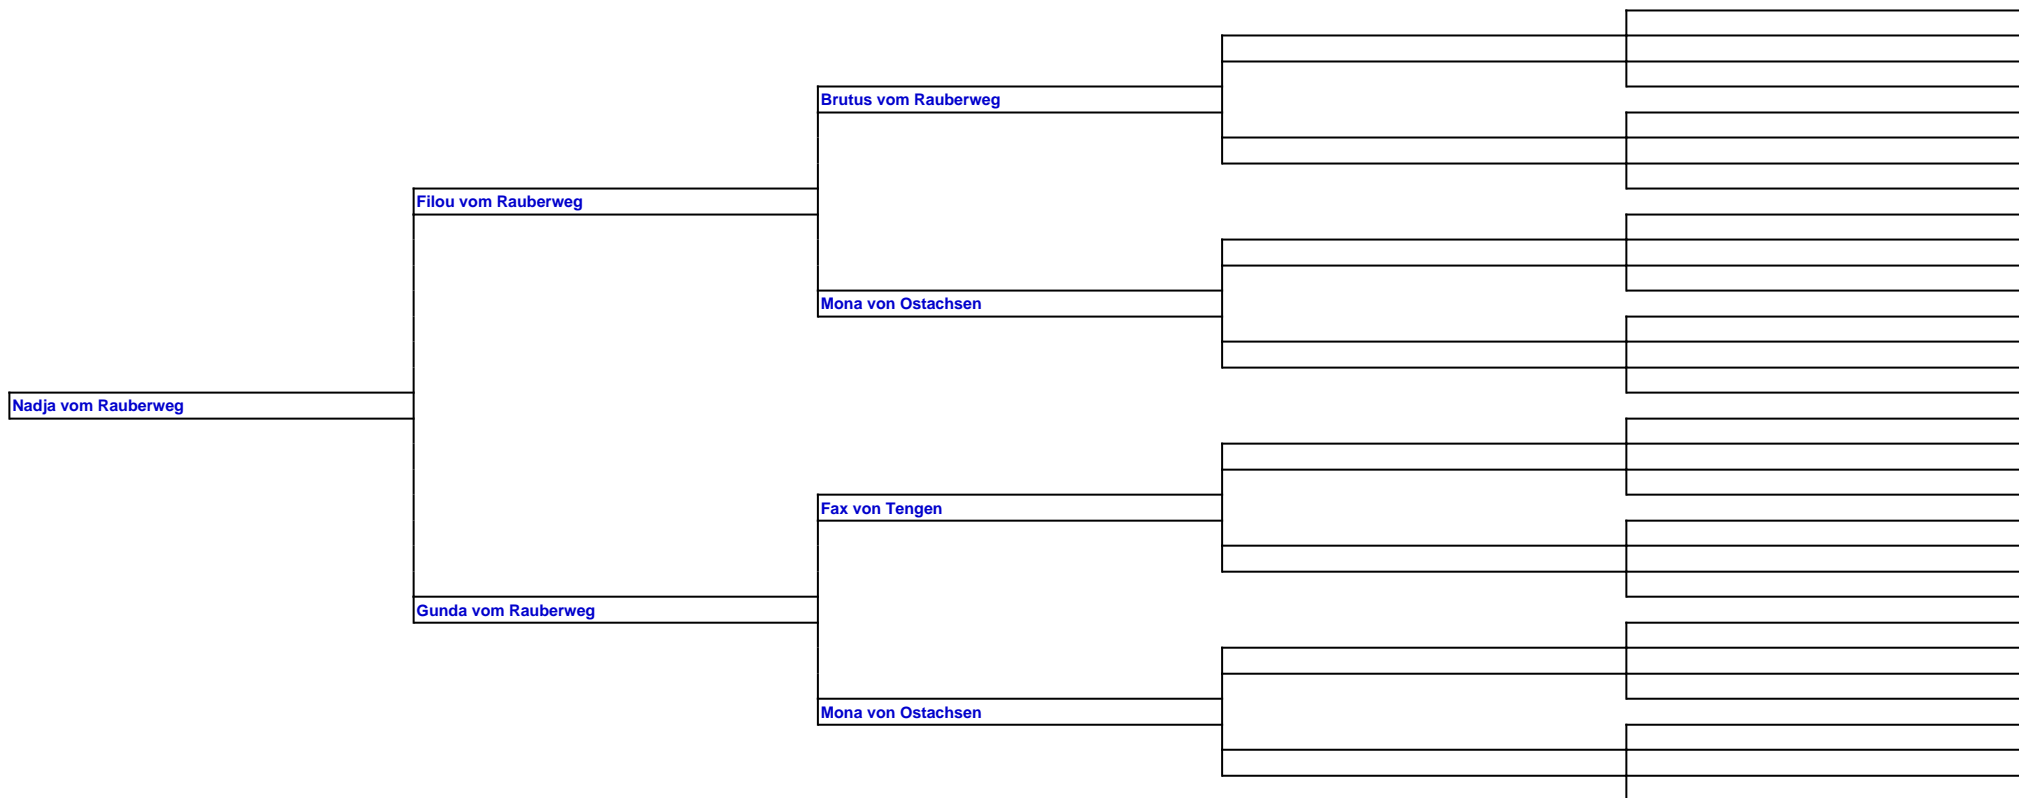 Brutus vom Rauberweg
Filou vom Rauberweg
Mona von Ostachsen
Nadja vom Rauberweg
Fax von Tengen
Gunda vom Rauberweg
Mona von Ostachsen